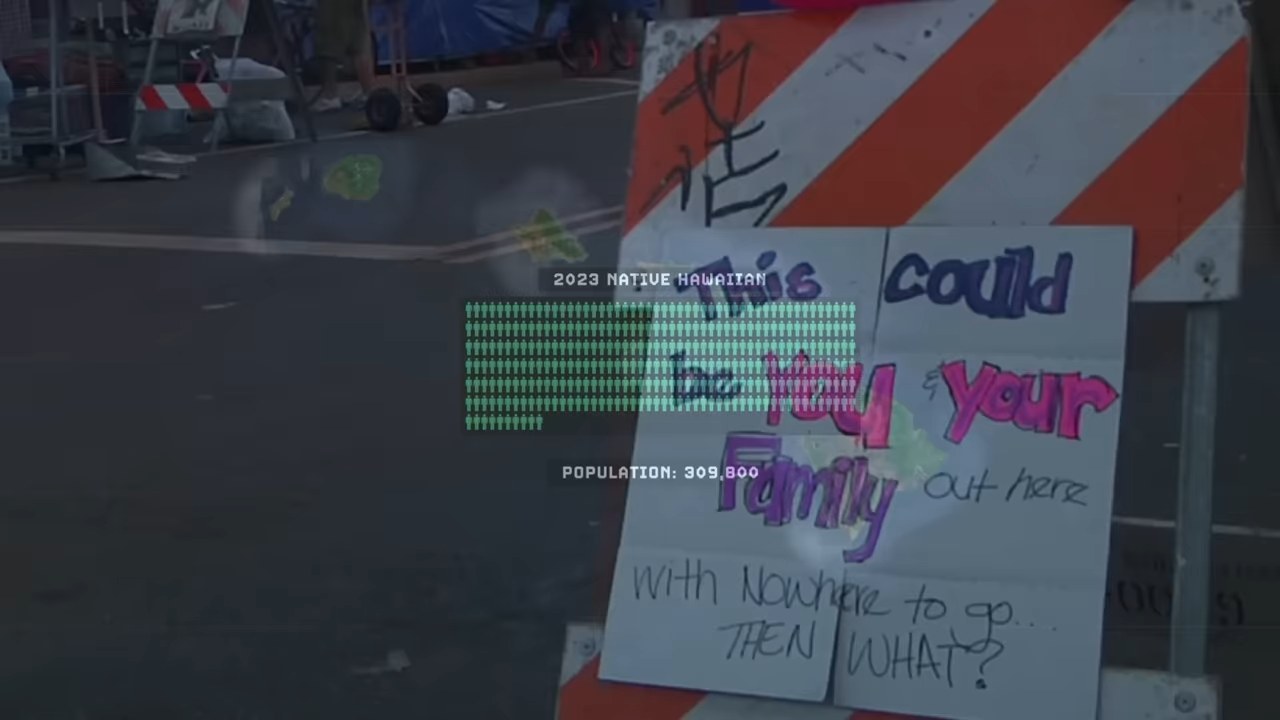 2023 NATIVE HAWAIIAN
POPULATION: 309,800
This could
be You & Your
Family out here
With Nowhere to go...
THEN WHAT?